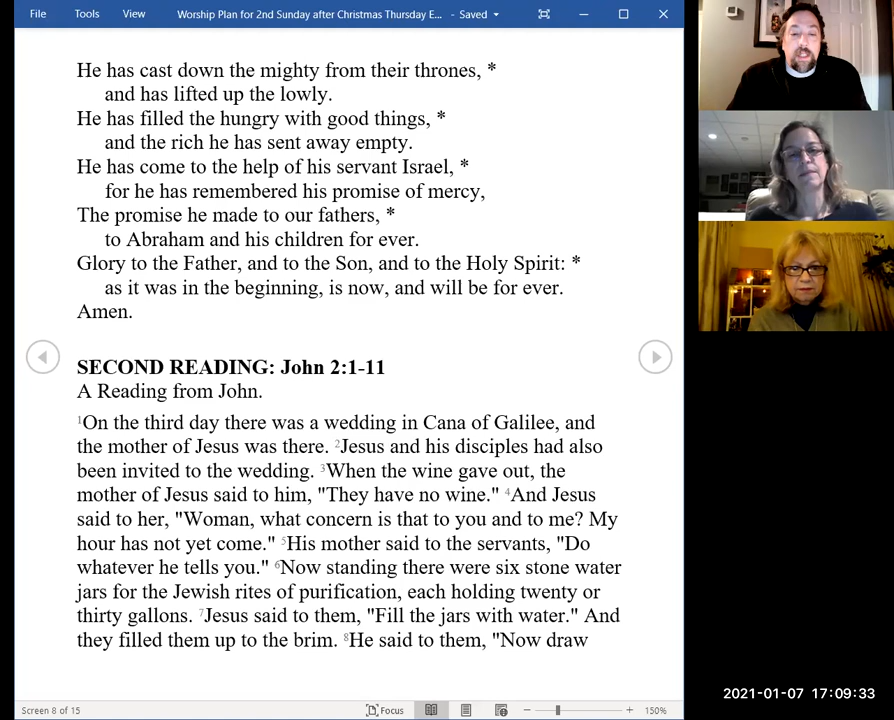 File Tools View Worship Plan for 2nd Sunday after Christmas Thursday E... - Saved
He has cast down the mighty from their thrones, *
and has lifted up the lowly.
He has filled the hungry with good things, *
and the rich he has sent away empty.
He has come to the help of his servant Israel, *
for he has remembered his promise of mercy,
The promise he made to our fathers, *
to Abraham and his children for ever.
Glory to the Father, and to the Son, and to the Holy Spirit: *
as it was in the beginning, is now, and will be for ever.
Amen.
SECOND READING: John 2:1-11
A Reading from John.
1On the third day there was a wedding in Cana of Galilee, and
the mother of Jesus was there. 2Jesus and his disciples had also
been invited to the wedding. 3When the wine gave out, the
mother of Jesus said to him, "They have no wine." 4And Jesus
said to her, "Woman, what concern is that to you and to me? My
hour has not yet come." 5His mother said to the servants, "Do
whatever he tells you." 6Now standing there were six stone water
jars for the Jewish rites of purification, each holding twenty or
thirty gallons. 7Jesus said to them, "Fill the jars with water." And
they filled them up to the brim. 8He said to them, "Now draw
Screen 8 of 15 Focus 150%
2021-01-07 17:09:33